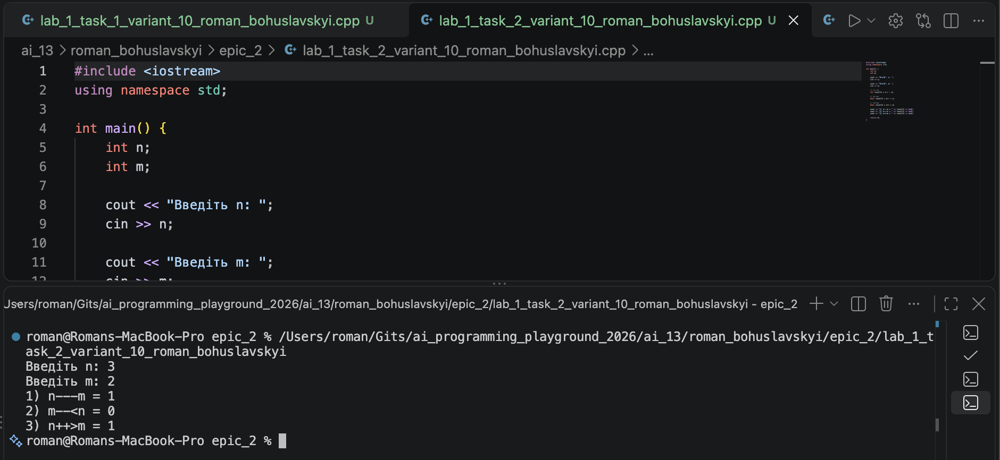 lab_1_task_1_variant_10_roman_bohuslavskyi.cpp U
lab_1_task_2_variant_10_roman_bohuslavskyi.cpp U
ai_13 > roman_bohuslavskyi > epic_2 > lab_1_task_2_variant_10_roman_bohuslavskyi.cpp > ...
1 #include <iostream>
2 using namespace std;
3
4 int main() {
5 int n;
6 int m;
7
8 cout << "Введіть n: ";
9 cin >> n;
10
11 cout << "Введіть m: ";
12 cin >> m;
Users/roman/Gits/ai_programming_playground_2026/ai_13/roman_bohuslavskyi/epic_2/lab_1_task_2_variant_10_roman_bohuslavskyi - epic_2
roman@Romans-MacBook-Pro epic_2 % /Users/roman/Gits/ai_programming_playground_2026/ai_13/roman_bohuslavskyi/epic_2/lab_1_t
ask_2_variant_10_roman_bohuslavskyi
Введіть n: 3
Введіть m: 2
1) n---m = 1
2) m--<n = 0
3) n++>m = 1
roman@Romans-MacBook-Pro epic_2 %